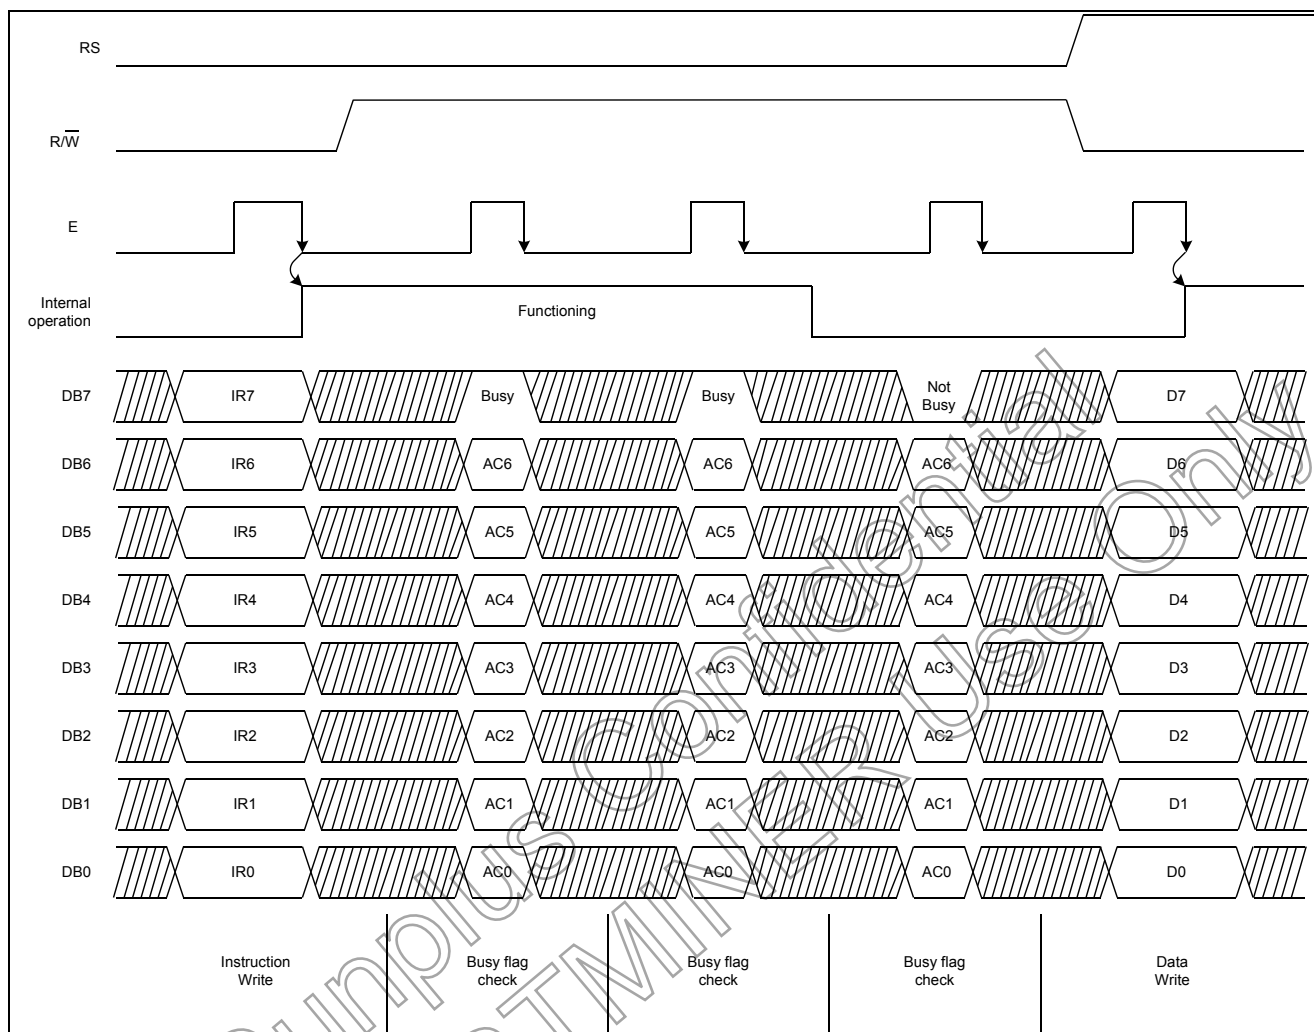 RS
R/W
E
Internal
operation
Functioning
DB7 IR7 Busy Busy Not Busy D7
DB6 IR6 AC6 AC6 AC6 D6
DB5 IR5 AC5 AC5 AC5 D5
DB4 IR4 AC4 AC4 AC4 D4
DB3 IR3 AC3 AC3 AC3 D3
DB2 IR2 AC2 AC2 AC2 D2
DB1 IR1 AC1 AC1 AC1 D1
DB0 IR0 AC0 AC0 AC0 D0
Instruction Busy flag Busy flag Busy flag Data
Write check check check Write
Confidential
Use Only